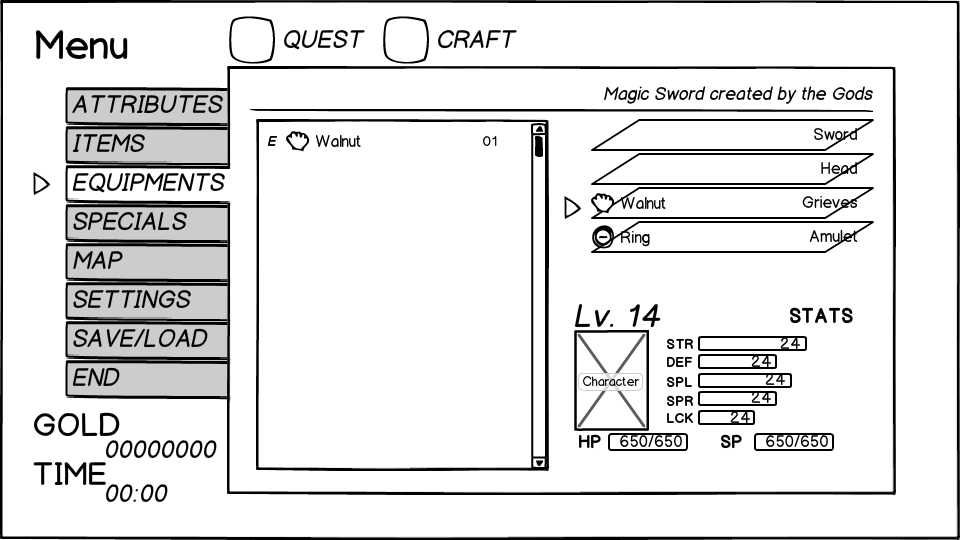 Menu
QUEST
CRAFT
ATTRIBUTES
ITEMS
EQUIPMENTS
SPECIALS
MAP
SETTINGS
SAVE/LOAD
END
GOLD
00000000
TIME
00:00
Magic Sword created by the Gods
E Walnut 01
Sword
Head
Walnut Grieves
Ring Amulet
Lv. 14
Character
STATS
STR 24
DEF 24
SPL 24
SPR 24
LCK 24
HP 650/650 SP 650/650